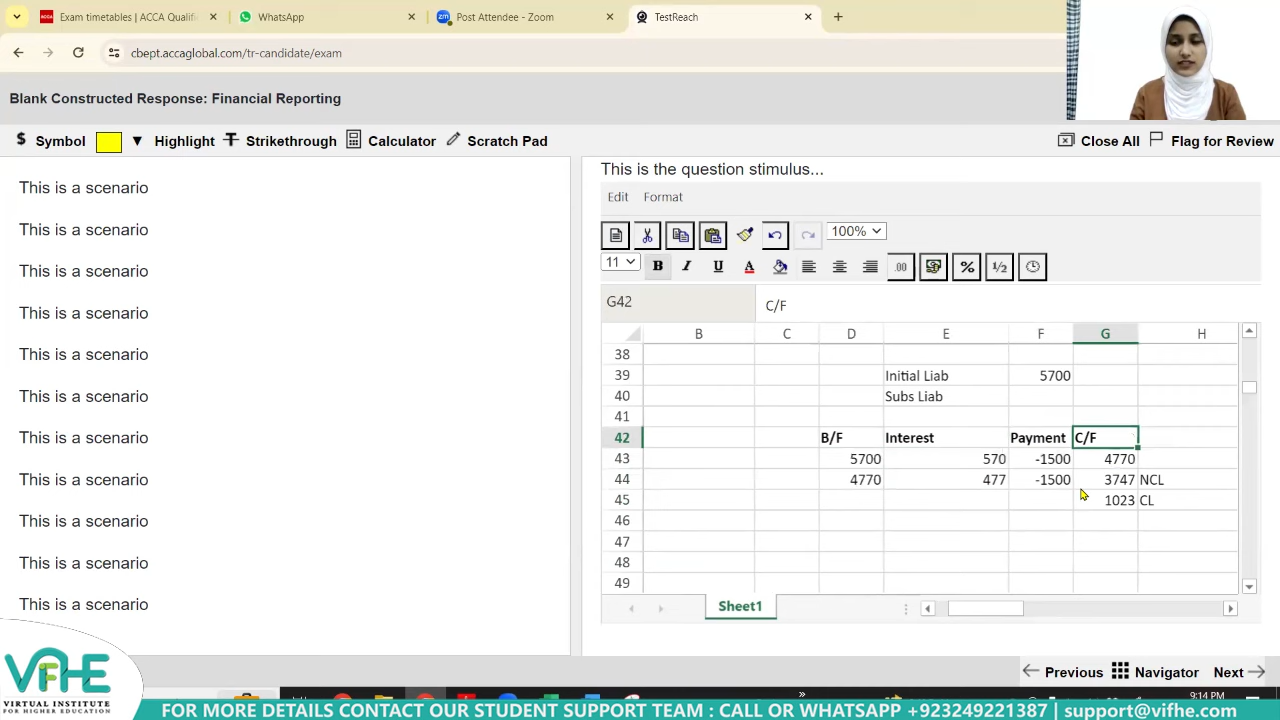 Exam timetables | ACCA Qualifi
WhatsApp
Post Attendee - Zoom
TestReach
cbept.accaglobal.com/tr-candidate/exam
Blank Constructed Response: Financial Reporting
$ Symbol Highlight Strikethrough Calculator Scratch Pad Close All Flag for Review
This is a scenario
This is a scenario
This is a scenario
This is a scenario
This is a scenario
This is a scenario
This is a scenario
This is a scenario
This is a scenario
This is a scenario
This is a scenario
This is the question stimulus...
Edit Format
100%
11 B I U A .00 % 1/2
G42 C/F
B C D E F G H
38
39 Initial Liab 5700
40 Subs Liab
41
42 B/F Interest Payment C/F
43 5700 570 -1500 4770
44 4770 477 -1500 3747 NCL
45 1023 CL
46
47
48
49
Sheet1
Previous Navigator Next
9:14 PM
VFHE
VIRTUAL INSTITUTE
FOR HIGHER EDUCATION
FOR MORE DETAILS CONTACT OUR STUDENT SUPPORT TEAM : CALL OR WHATSAPP +923249221387 | support@vifhe.com